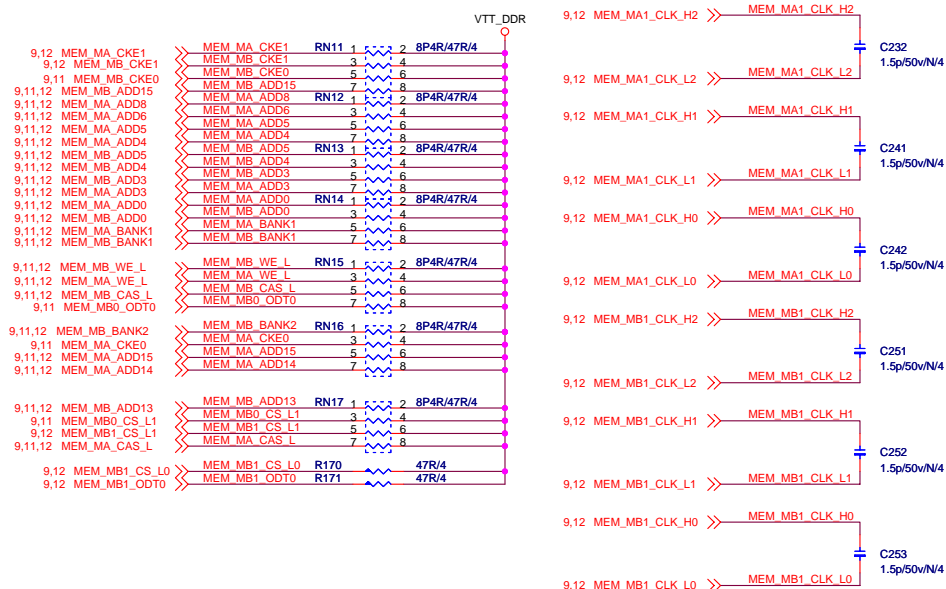 VTT_DDR
9,12 MEM_MA_CKE1 MEM_MA_CKE1 RN11 1 2 8P4R/47R/4
9,12 MEM_MB_CKE1 MEM_MB_CKE1 3 4
9,11 MEM_MB_CKE0 MEM_MB_CKE0 5 6
9,11,12 MEM_MB_ADD15 MEM_MB_ADD15 7 8
9,11,12 MEM_MA_ADD8 MEM_MA_ADD8 RN12 1 2 8P4R/47R/4
9,11,12 MEM_MA_ADD6 MEM_MA_ADD6 3 4
9,11,12 MEM_MA_ADD5 MEM_MA_ADD5 5 6
9,11,12 MEM_MA_ADD4 MEM_MA_ADD4 7 8
9,11,12 MEM_MB_ADD5 MEM_MB_ADD5 RN13 1 2 8P4R/47R/4
9,11,12 MEM_MB_ADD4 MEM_MB_ADD4 3 4
9,11,12 MEM_MB_ADD3 MEM_MB_ADD3 5 6
9,11,12 MEM_MA_ADD3 MEM_MA_ADD3 7 8
9,11,12 MEM_MA_ADD0 MEM_MA_ADD0 RN14 1 2 8P4R/47R/4
9,11,12 MEM_MB_ADD0 MEM_MB_ADD0 3 4
9,11,12 MEM_MA_BANK1 MEM_MA_BANK1 5 6
9,11,12 MEM_MB_BANK1 MEM_MB_BANK1 7 8
9,11,12 MEM_MB_WE_L MEM_MB_WE_L RN15 1 2 8P4R/47R/4
9,11,12 MEM_MA_WE_L MEM_MA_WE_L 3 4
9,11,12 MEM_MB_CAS_L MEM_MB_CAS_L 5 6
9,11 MEM_MB0_ODT0 MEM_MB0_ODT0 7 8
9,11,12 MEM_MB_BANK2 MEM_MB_BANK2 RN16 1 2 8P4R/47R/4
9,11 MEM_MA_CKE0 MEM_MA_CKE0 3 4
9,11,12 MEM_MA_ADD15 MEM_MA_ADD15 5 6
9,11,12 MEM_MA_ADD14 MEM_MA_ADD14 7 8
9,11,12 MEM_MB_ADD13 MEM_MB_ADD13 RN17 1 2 8P4R/47R/4
9,11 MEM_MB0_CS_L1 MEM_MB0_CS_L1 3 4
9,12 MEM_MB1_CS_L1 MEM_MB1_CS_L1 5 6
9,11,12 MEM_MA_CAS_L MEM_MA_CAS_L 7 8
9,12 MEM_MB1_CS_L0 MEM_MB1_CS_L0 R170 47R/4
9,12 MEM_MB1_ODT0 MEM_MB1_ODT0 R171 47R/4
9,12 MEM_MA1_CLK_H2 MEM_MA1_CLK_H2
C232
1.5p/50v/N/4
9,12 MEM_MA1_CLK_L2 MEM_MA1_CLK_L2
9,12 MEM_MA1_CLK_H1 MEM_MA1_CLK_H1
C241
1.5p/50v/N/4
9,12 MEM_MA1_CLK_L1 MEM_MA1_CLK_L1
9,12 MEM_MA1_CLK_H0 MEM_MA1_CLK_H0
C242
1.5p/50v/N/4
9,12 MEM_MA1_CLK_L0 MEM_MA1_CLK_L0
9,12 MEM_MB1_CLK_H2 MEM_MB1_CLK_H2
C251
1.5p/50v/N/4
9,12 MEM_MB1_CLK_L2 MEM_MB1_CLK_L2
9,12 MEM_MB1_CLK_H1 MEM_MB1_CLK_H1
C252
1.5p/50v/N/4
9,12 MEM_MB1_CLK_L1 MEM_MB1_CLK_L1
9,12 MEM_MB1_CLK_H0 MEM_MB1_CLK_H0
C253
1.5p/50v/N/4
9,12 MEM_MB1_CLK_L0 MEM_MB1_CLK_L0